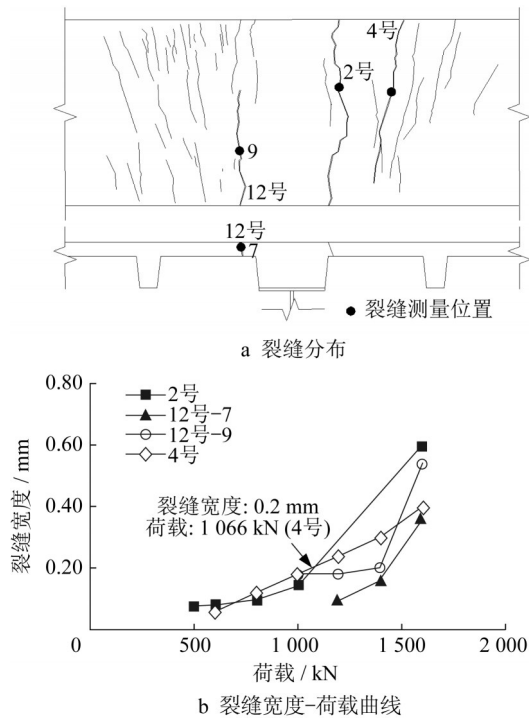 4号
2号
9
12号
12号
7
裂缝测量位置
a 裂缝分布
0.80
0.60
0.40
0.20
0
裂缝宽度 / mm
2号
12号-7
12号-9
4号
裂缝宽度: 0.2 mm
荷载: 1 066 kN (4号)
500
1 000
1 500
2 000
荷载 / kN
b 裂缝宽度-荷载曲线